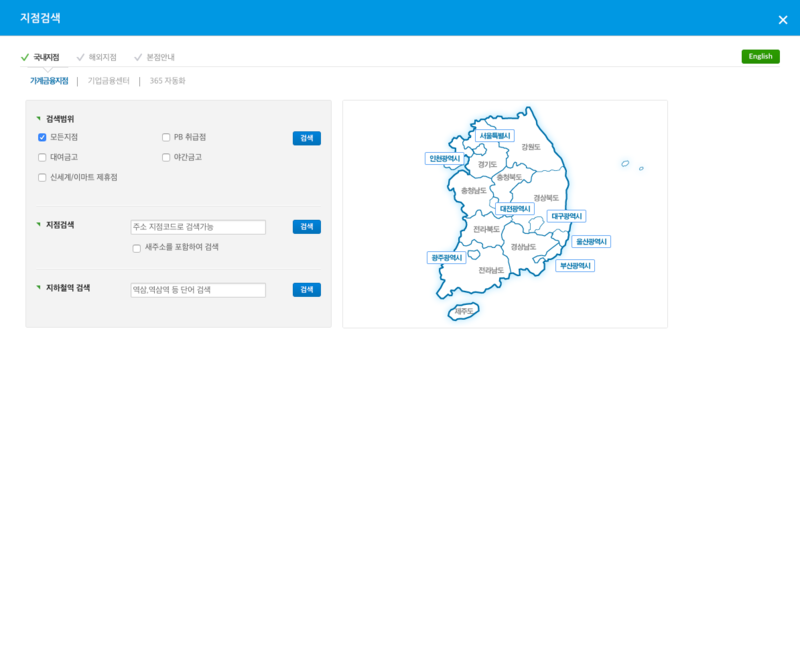 지점검색
국내지점 해외지점 본점안내 English
가계금융지점 | 기업금융센터 | 365 자동화
검색범위
모든지점 PB 취급점 검색
대여금고 야간금고
신세계/이마트 제휴점
지점검색 주소 지점코드로 검색가능 검색
새주소를 포함하여 검색
지하철역 검색 역삼,역삼역 등 단어 검색 검색
서울특별시
강원도
인천광역시
경기도
충청북도
충청남도
경상북도
대전광역시
대구광역시
전라북도
울산광역시
경상남도
광주광역시
부산광역시
전라남도
제주도